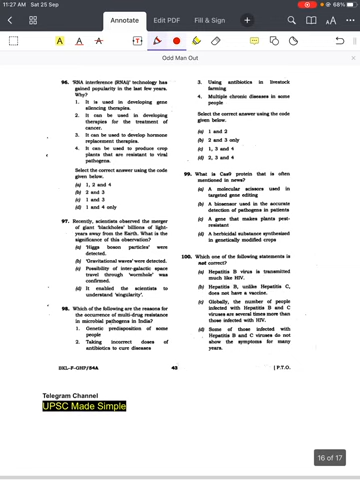 11:27 AM Sat 25 Sep
68%
Annotate
Edit PDF
Fill & Sign
Odd Man Out
96. 'RNA interference (RNAi)' technology has
gained popularity in the last few years.
Why?
1. It is used in developing gene
silencing therapies.
2. It can be used in developing
therapies for the treatment of
cancer.
3. It can be used to develop hormone
replacement therapies.
4. It can be used to produce crop
plants that are resistant to viral
pathogens.
Select the correct answer using the code
given below.
(a) 1, 2 and 4
(b) 2 and 3
(c) 1 and 3
(d) 1 and 4 only
97. Recently, scientists observed the merger
of giant 'blackholes' billions of light-
years away from the Earth. What is the
significance of this observation?
(a) 'Higgs boson particles' were
detected.
(b) 'Gravitational waves' were detected.
(c) Possibility of inter-galactic space
travel through 'wormhole' was
confirmed.
(d) It enabled the scientists to
understand 'singularity'.
98. Which of the following are the reasons for
the occurrence of multi-drug resistance
in microbial pathogens in India?
1. Genetic predisposition of some
people
2. Taking incorrect doses of
antibiotics to cure diseases
3. Using antibiotics in livestock
farming
4. Multiple chronic diseases in some
people
Select the correct answer using the code
given below.
(a) 1 and 2
(b) 2 and 3 only
(c) 1, 3 and 4
(d) 2, 3 and 4
99. What is Cas9 protein that is often
mentioned in news?
(a) A molecular scissors used in
targeted gene editing
(b) A biosensor used in the accurate
detection of pathogens in patients
(c) A gene that makes plants pest-
resistant
(d) A herbicidal substance synthesised
in genetically modified crops
100. Which one of the following statements is
not correct?
(a) Hepatitis B virus is transmitted
much like HIV.
(b) Hepatitis B, unlike Hepatitis C,
does not have a vaccine.
(c) Globally, the number of people
infected with Hepatitis B and C
viruses are several times more than
those infected with HIV.
(d) Some of those infected with
Hepatitis B and C viruses do not
show the symptoms for many
years.
DKL-F-GHP/84A
43
[ P.T.O.
Telegram Channel
UPSC Made Simple
16 of 17